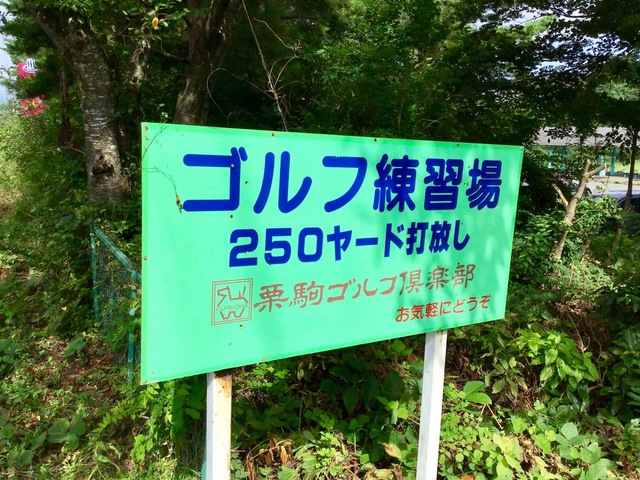 ゴルフ練習場
250ヤード打放し
栗駒ゴルフ倶楽部
お気軽にどうぞ